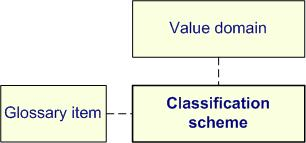 Value domain
Glossary item
Classification
scheme